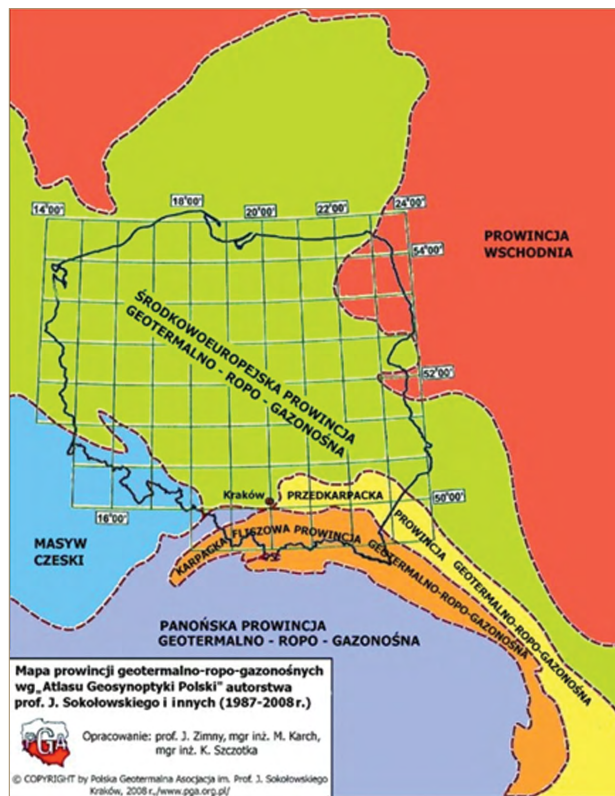 14°00'
18°00'
20°00'
22°00'
24°00'
PROWINCJA
WSCHODNIA
54°00'
ŚRODKOWOEUROPEJSKA PROWINCJA
GEOTERMALNO - ROPO - GAZONOŚNA
52°00'
Kraków
PRZEDKARPACKA
PROWINCJA GEOTERMALNO-ROPO-GAZONOŚNA
50°00'
16°00'
MASYW
CZESKI
KARPACKA FLISZOWA PROWINCJA GEOTERMALNO-ROPO-GAZONOŚNA
PANOŃSKA PROWINCJA
GEOTERMALNO - ROPO - GAZONOŚNA
Mapa prowincji geotermalno-ropo-gazonośnych
wg „Atlasu Geosynoptyki Polski” autorstwa
prof. J. Sokołowskiego i innych (1987-2008 r.)
PGA
Opracowanie: prof. J. Zimny, mgr inż. M. Karch,
mgr inż. K. Szczotka
© COPYRIGHT by Polska Geotermalna Asocjacja im. Prof. J. Sokołowskiego
Kraków, 2008 r.,/www.pga.org.pl/